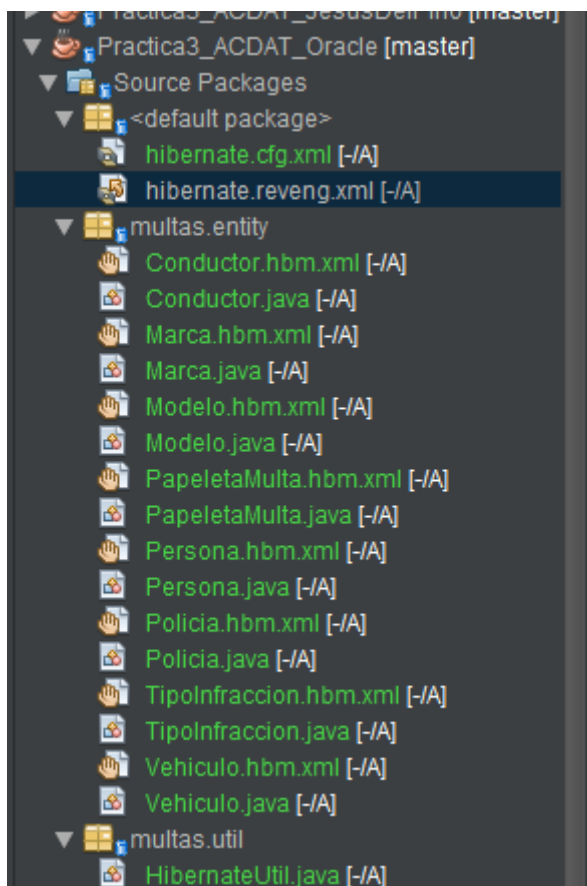 Practica3_ACDAT_Oracle [master]
Source Packages
<default package>
hibernate.cfg.xml [-/A]
hibernate.reveng.xml [-/A]
multas.entity
Conductor.hbm.xml [-/A]
Conductor.java [-/A]
Marca.hbm.xml [-/A]
Marca.java [-/A]
Modelo.hbm.xml [-/A]
Modelo.java [-/A]
PapeletaMulta.hbm.xml [-/A]
PapeletaMulta.java [-/A]
Persona.hbm.xml [-/A]
Persona.java [-/A]
Policia.hbm.xml [-/A]
Policia.java [-/A]
TipoInfraccion.hbm.xml [-/A]
TipoInfraccion.java [-/A]
Vehiculo.hbm.xml [-/A]
Vehiculo.java [-/A]
multas.util
HibernateUtil.java [-/A]